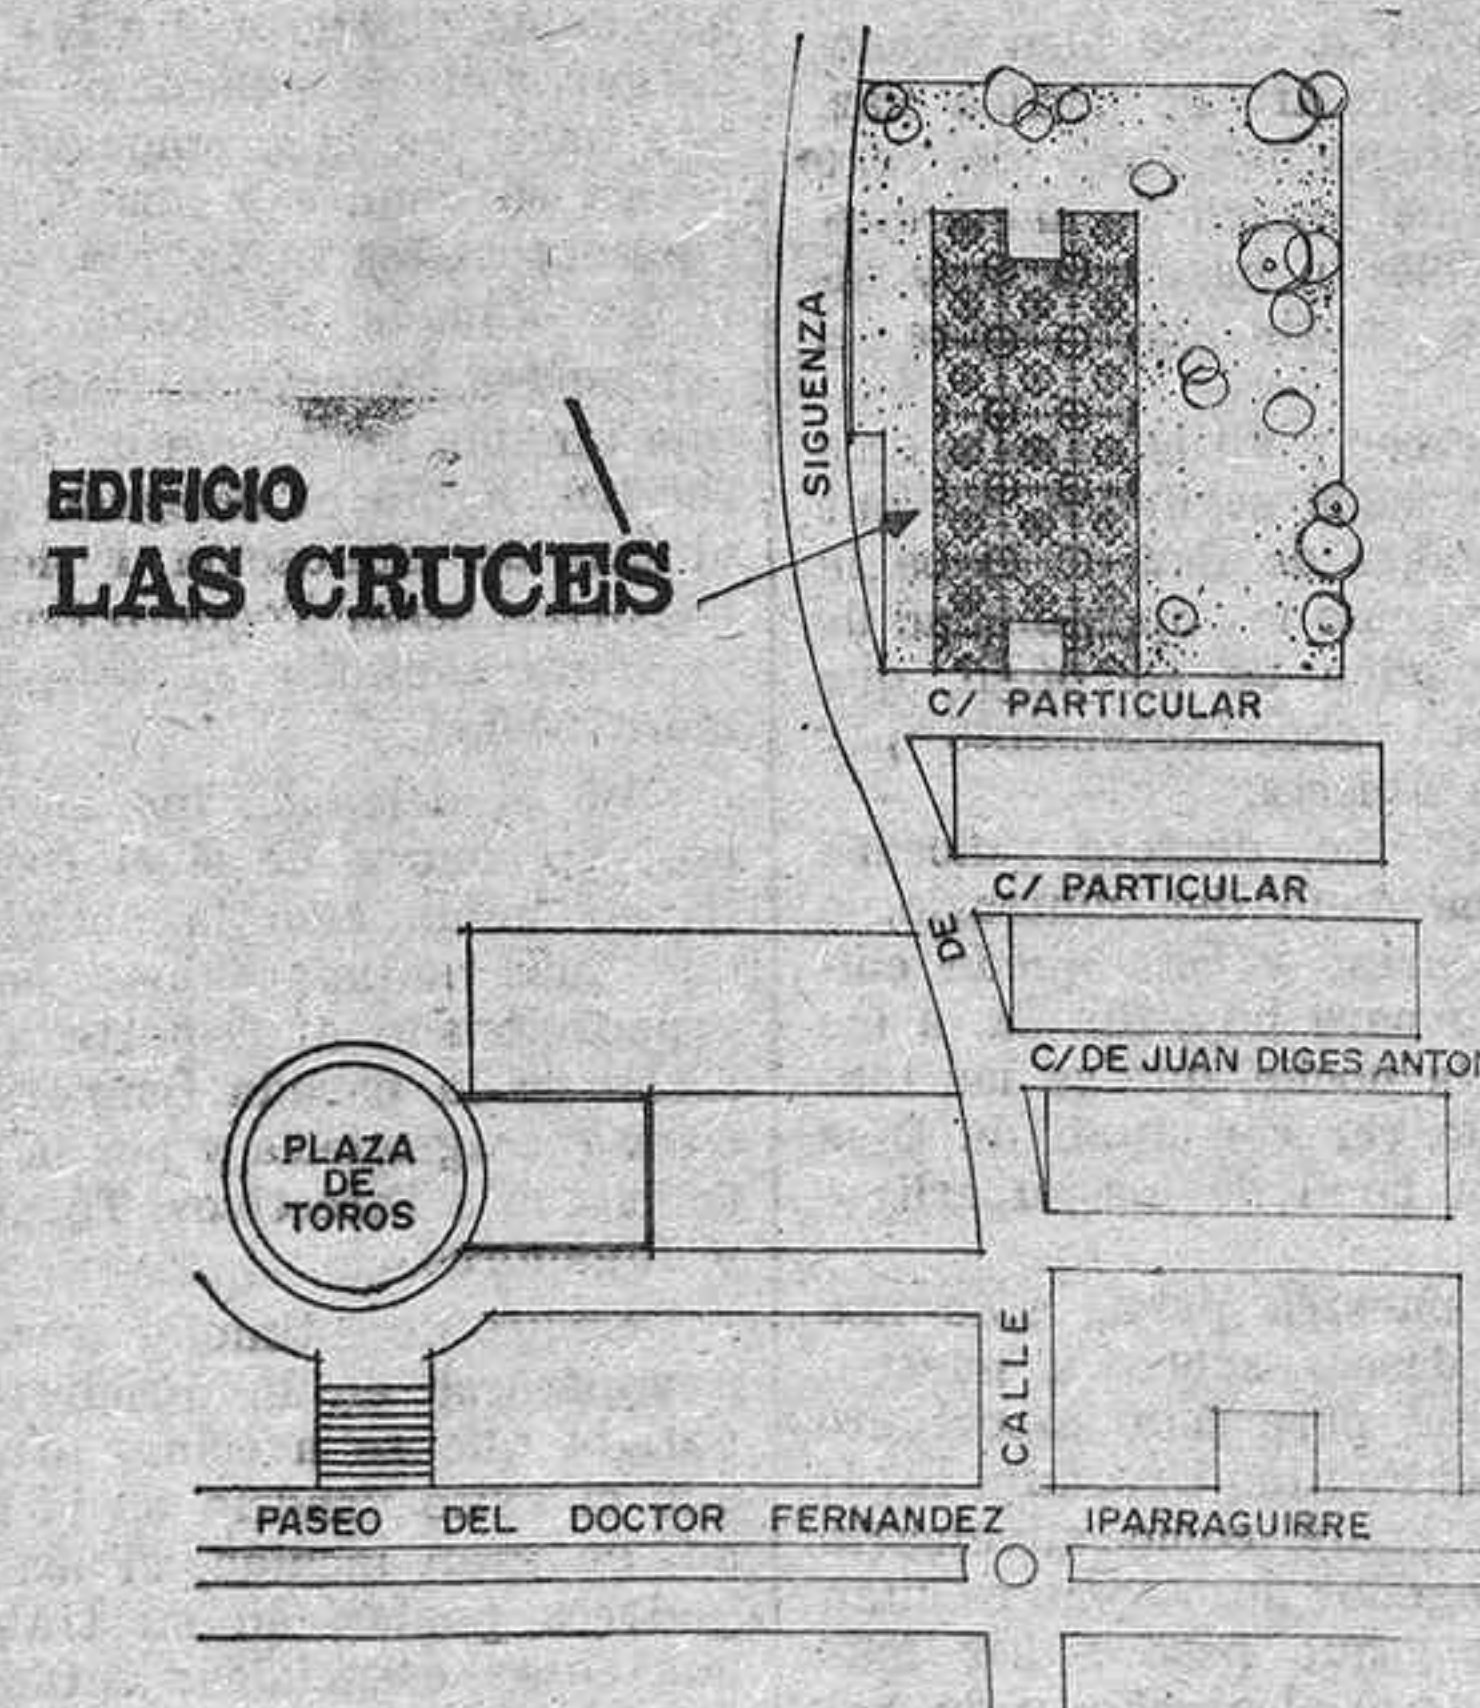 EDIFICIO
LAS CRUCES
SIGUENZA
C/ PARTICULAR
C/ PARTICULAR
DE
C/ DE JUAN DIGES ANTON
PLAZA
DE
TOROS
CALLE
PASEO DEL DOCTOR FERNANDEZ IPARRAGUIRRE